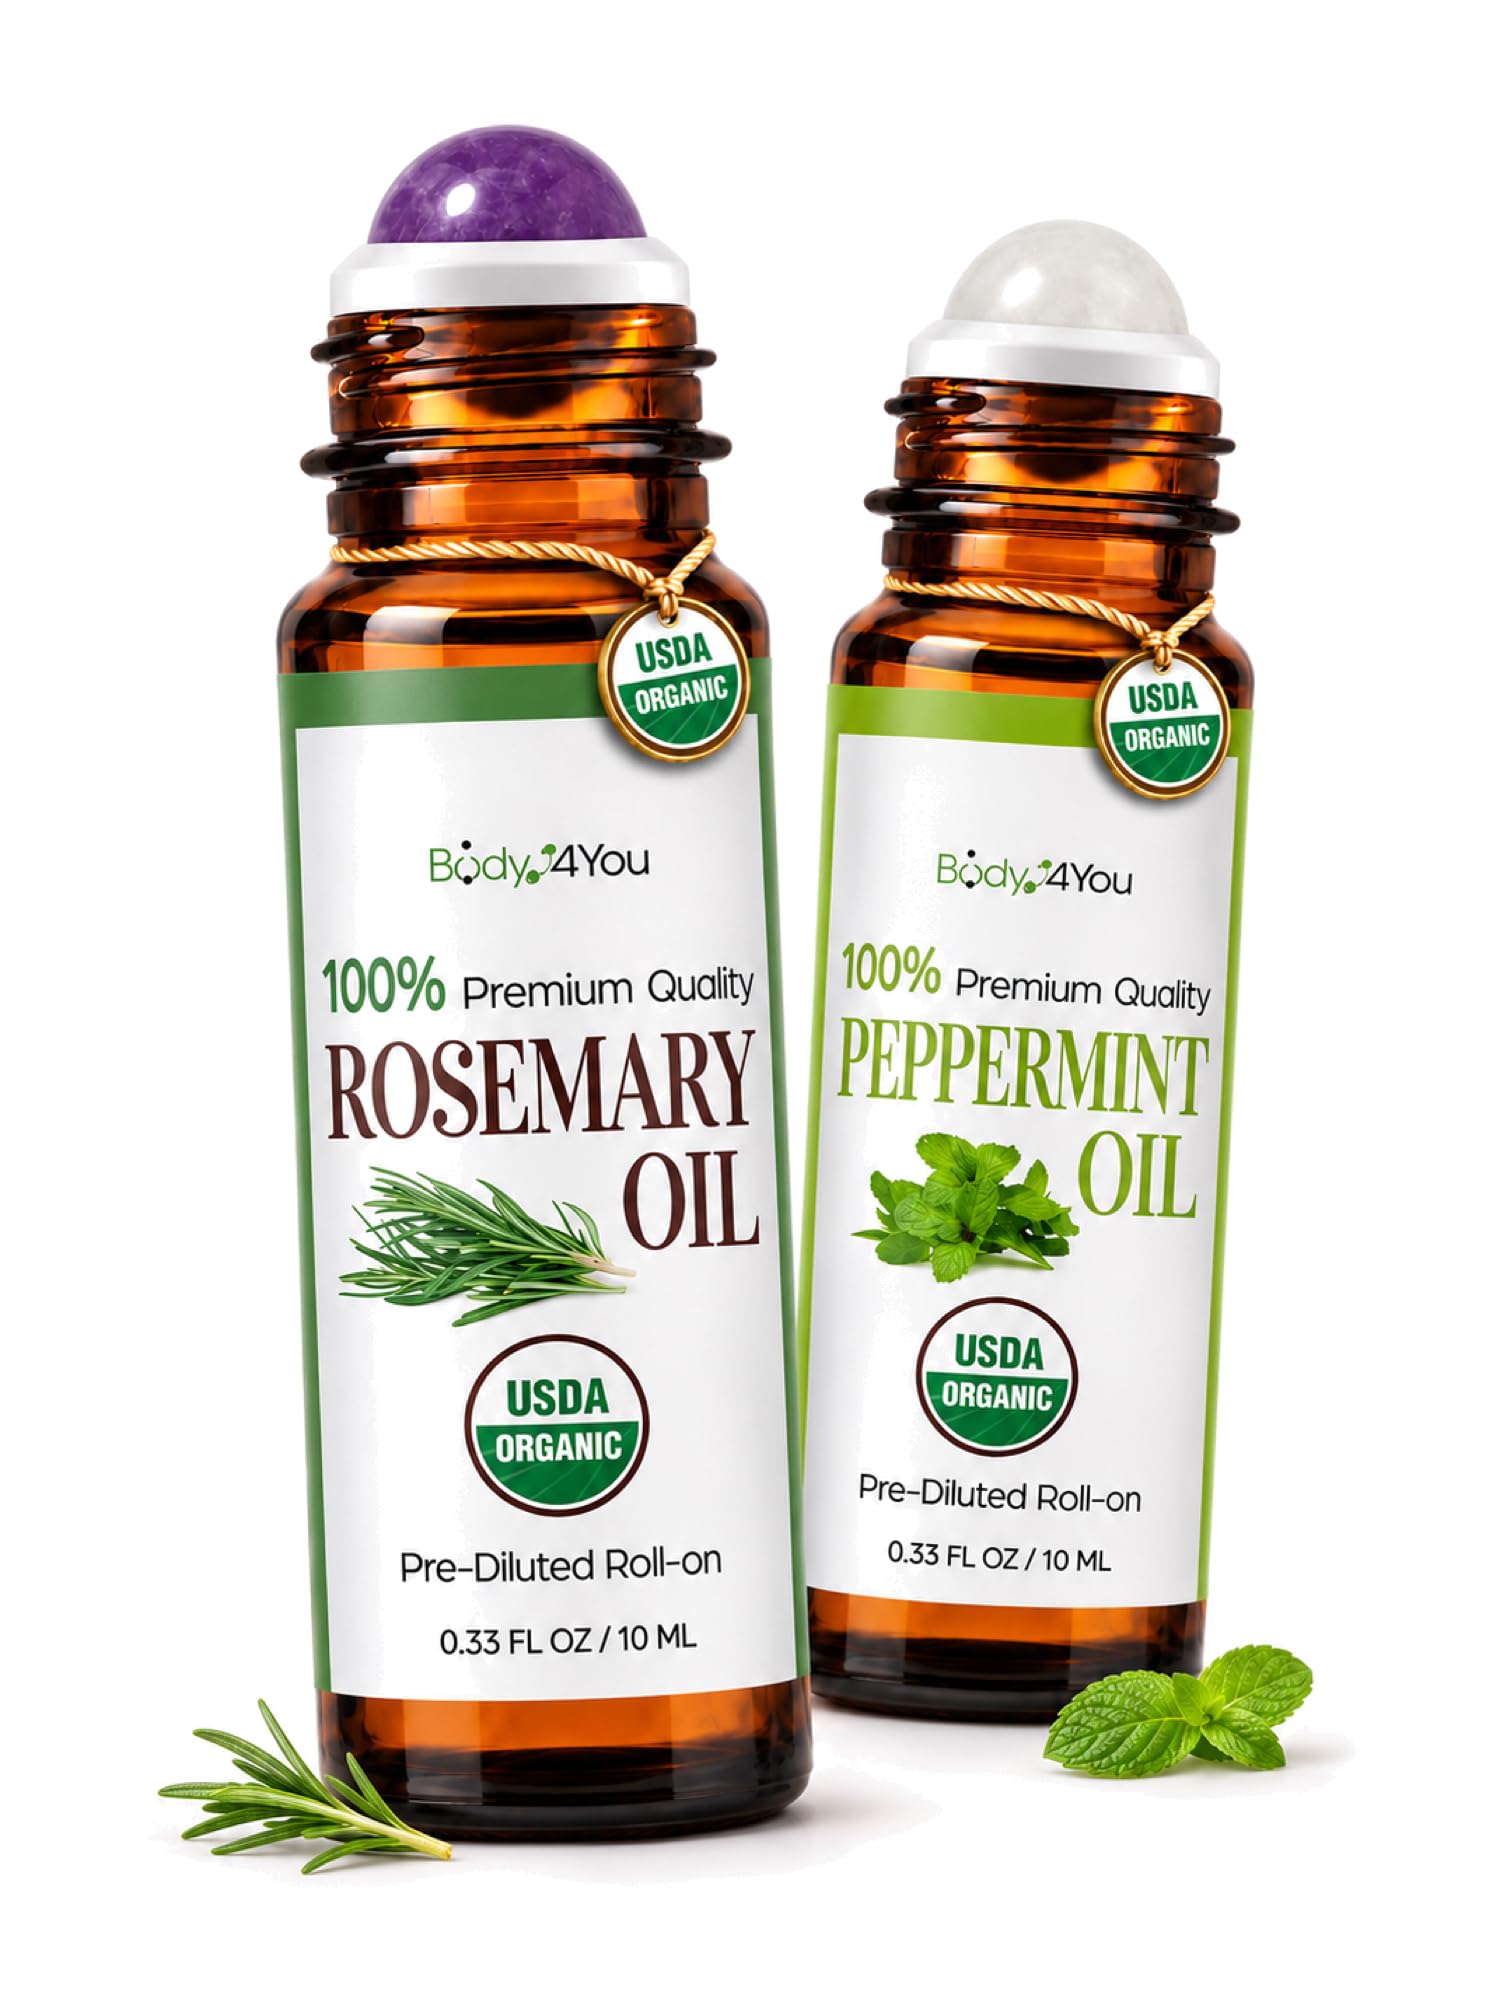 USDA
ORGANIC
Body4You
100% Premium Quality
ROSEMARY
OIL
USDA
ORGANIC
Pre-Diluted Roll-on
0.33 FL OZ / 10 ML
USDA
ORGANIC
Body4You
100% Premium Quality
PEPPERMINT
OIL
USDA
ORGANIC
Pre-Diluted Roll-on
0.33 FL OZ / 10 ML